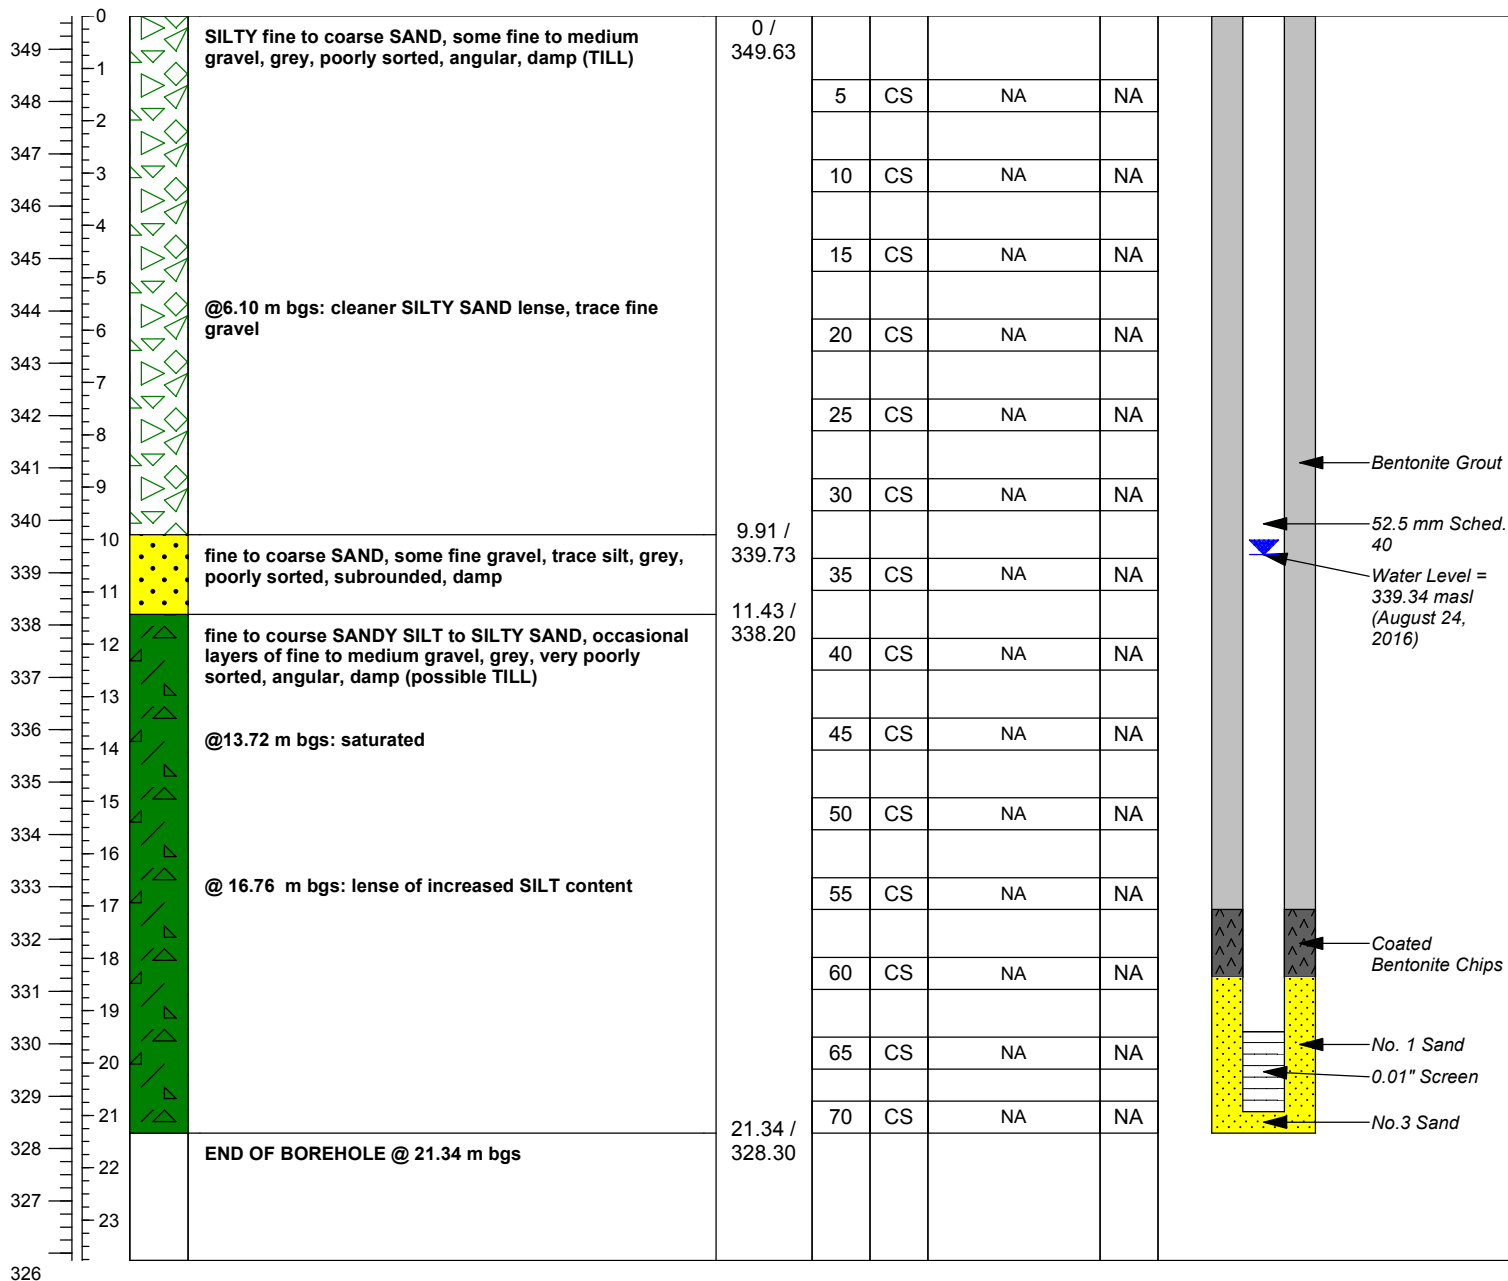 0
349
1
348
2
347
3
346
4
345
5
344
6
343
7
342
8
341
9
340
10
339
11
338
12
337
13
336
14
335
15
334
16
333
17
332
18
331
19
330
20
329
21
328
22
327
23
326
SILTY fine to coarse SAND, some fine to medium
gravel, grey, poorly sorted, angular, damp (TILL)
@6.10 m bgs: cleaner SILTY SAND lense, trace fine
gravel
fine to coarse SAND, some fine gravel, trace silt, grey,
poorly sorted, subrounded, damp
fine to course SANDY SILT to SILTY SAND, occasional
layers of fine to medium gravel, grey, very poorly
sorted, angular, damp (possible TILL)
@13.72 m bgs: saturated
@ 16.76 m bgs: lense of increased SILT content
END OF BOREHOLE @ 21.34 m bgs
0 /
349.63
9.91 /
339.73
11.43 /
338.20
21.34 /
328.30
5 CS NA NA
10 CS NA NA
15 CS NA NA
20 CS NA NA
25 CS NA NA
30 CS NA NA
35 CS NA NA
40 CS NA NA
45 CS NA NA
50 CS NA NA
55 CS NA NA
60 CS NA NA
65 CS NA NA
70 CS NA NA
Bentonite Grout
52.5 mm Sched.
40
Water Level =
339.34 masl
(August 24,
2016)
Coated
Bentonite Chips
No. 1 Sand
0.01" Screen
No.3 Sand